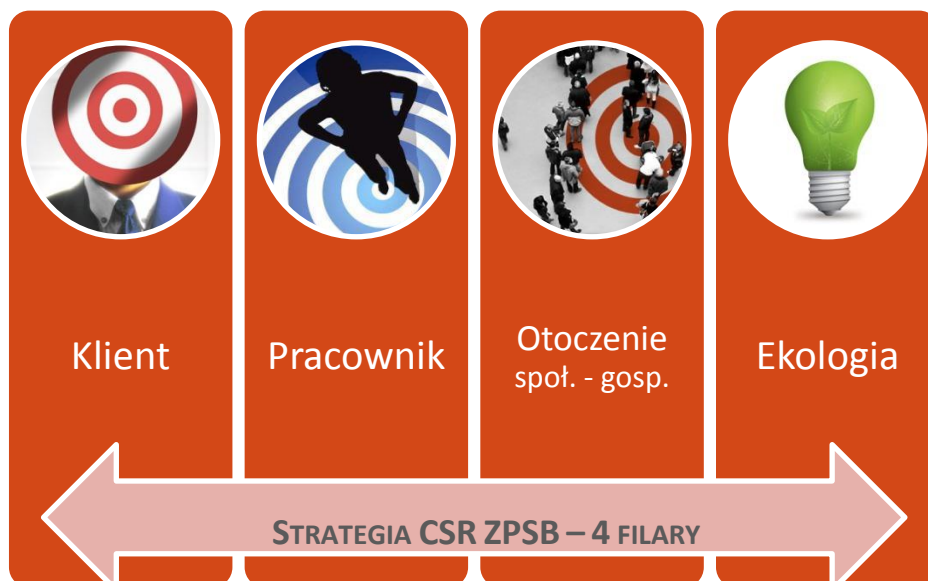 Klient
Pracownik
Otoczenie
społ. - gosp.
Ekologia
STRATEGIA CSR ZPSB – 4 FILARY